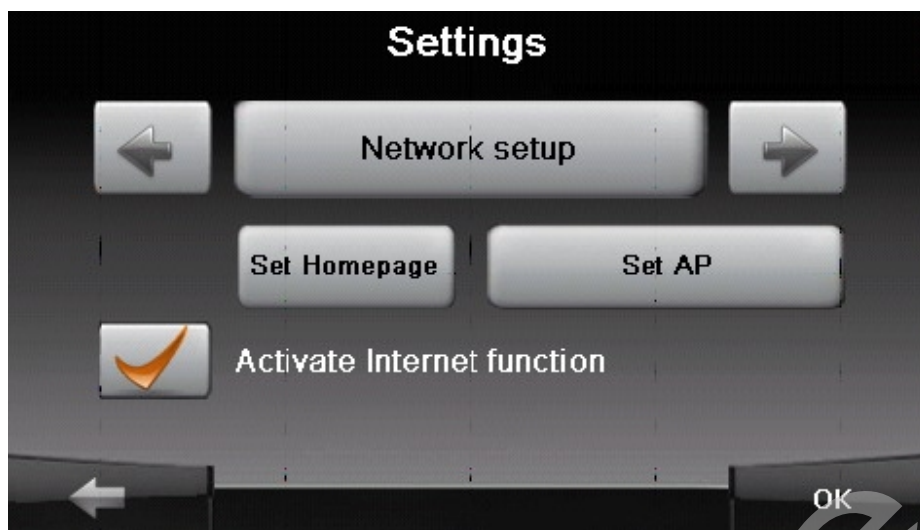 Settings
Network setup
Set Homepage
Set AP
Activate Internet function
OK